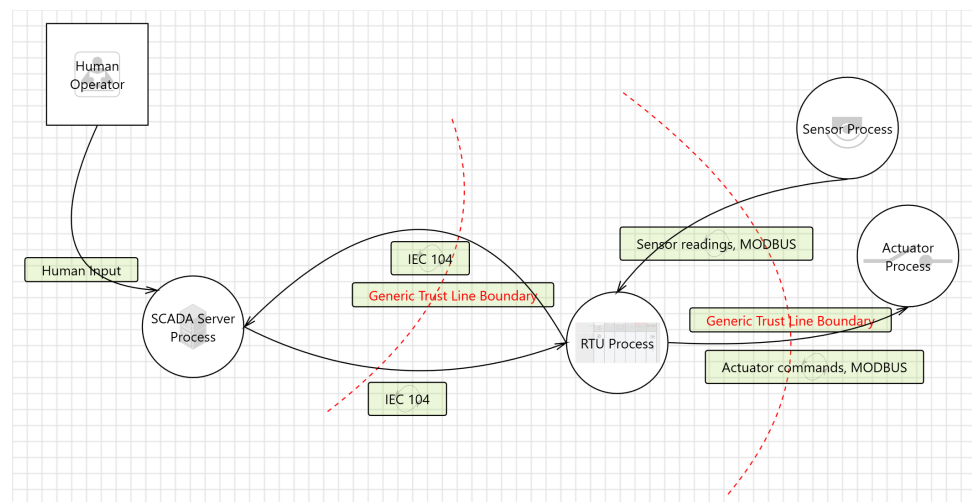 Human
Operator
Sensor Process
Sensor readings, MODBUS
Actuator
Process
IEC 104
Human Input
Generic Trust Line Boundary
SCADA Server
Process
Generic Trust Line Boundary
RTU Process
Actuator commands, MODBUS
IEC 104